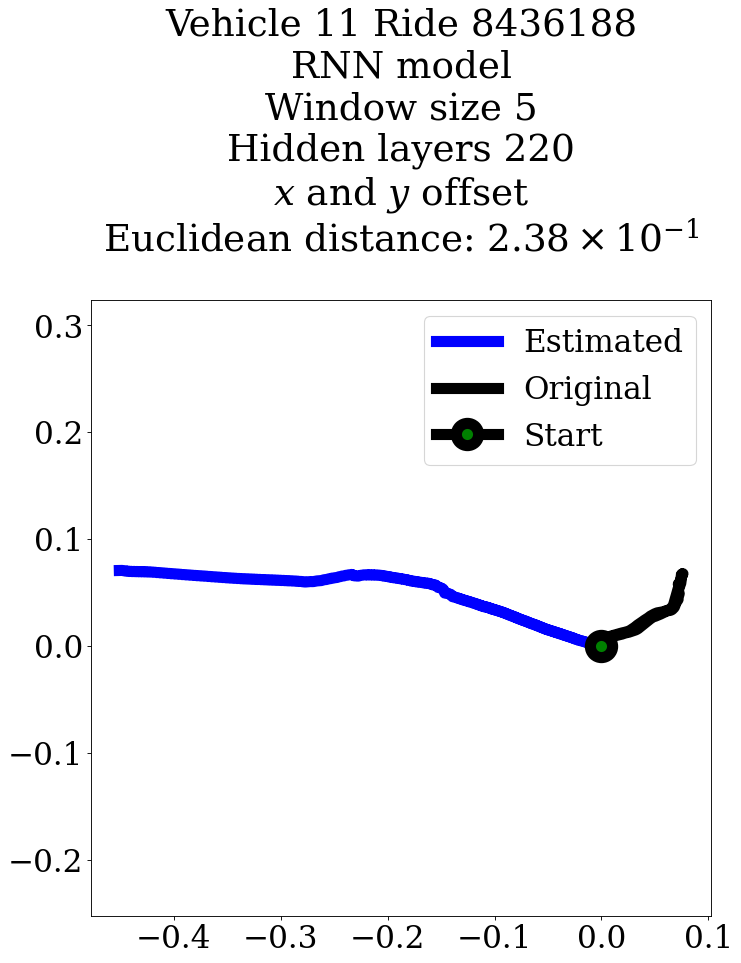 Vehicle 11 Ride 8436188
RNN model
Window size 5
Hidden layers 220
x and y offset
Euclidean distance: 2.38 × 10⁻¹
Estimated
Original
Start
0.3
0.2
0.1
0.0
−0.1
−0.2
−0.4 −0.3 −0.2 −0.1 0.0 0.1